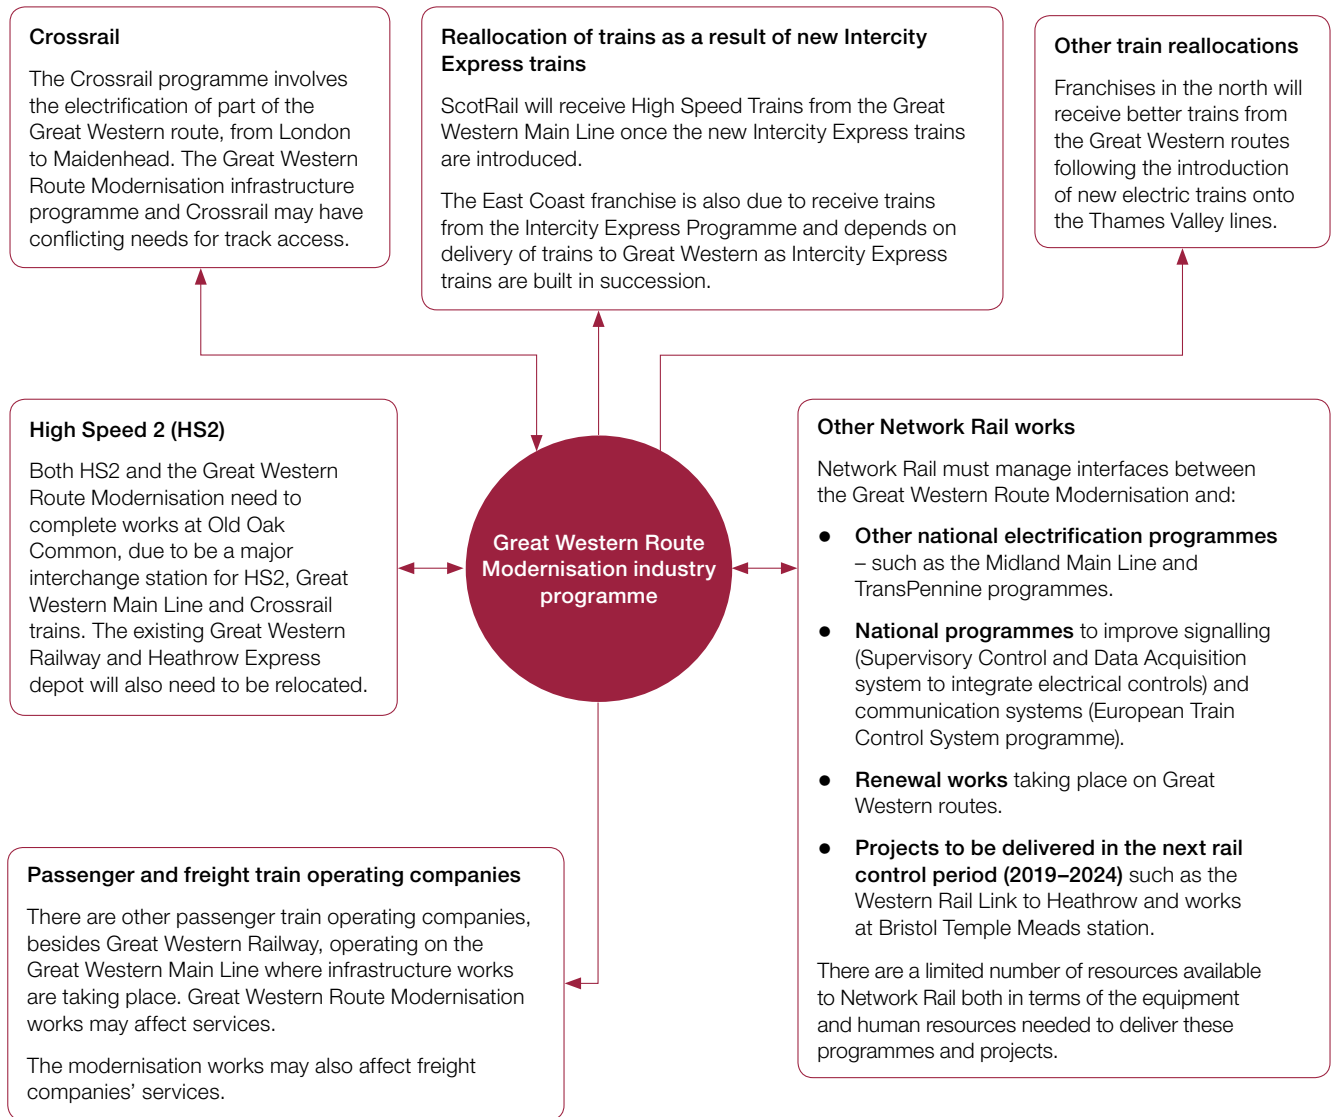 Crossrail
The Crossrail programme involves
the electrification of part of the
Great Western route, from London
to Maidenhead. The Great Western
Route Modernisation infrastructure
programme and Crossrail may have
conflicting needs for track access.
Reallocation of trains as a result of new Intercity
Express trains
ScotRail will receive High Speed Trains from the Great
Western Main Line once the new Intercity Express trains
are introduced.
The East Coast franchise is also due to receive trains
from the Intercity Express Programme and depends on
delivery of trains to Great Western as Intercity Express
trains are built in succession.
Other train reallocations
Franchises in the north will
receive better trains from
the Great Western routes
following the introduction
of new electric trains onto
the Thames Valley lines.
High Speed 2 (HS2)
Both HS2 and the Great Western
Route Modernisation need to
complete works at Old Oak
Common, due to be a major
interchange station for HS2, Great
Western Main Line and Crossrail
trains. The existing Great Western
Railway and Heathrow Express
depot will also need to be relocated.
Great Western Route
Modernisation industry
programme
Other Network Rail works
Network Rail must manage interfaces between
the Great Western Route Modernisation and:
● Other national electrification programmes
– such as the Midland Main Line and
TransPennine programmes.
● National programmes to improve signalling
(Supervisory Control and Data Acquisition
system to integrate electrical controls) and
communication systems (European Train
Control System programme).
● Renewal works taking place on Great
Western routes.
● Projects to be delivered in the next rail
control period (2019–2024) such as the
Western Rail Link to Heathrow and works
at Bristol Temple Meads station.
There are a limited number of resources available
to Network Rail both in terms of the equipment
and human resources needed to deliver these
programmes and projects.
Passenger and freight train operating companies
There are other passenger train operating companies,
besides Great Western Railway, operating on the
Great Western Main Line where infrastructure works
are taking place. Great Western Route Modernisation
works may affect services.
The modernisation works may also affect freight
companies’ services.